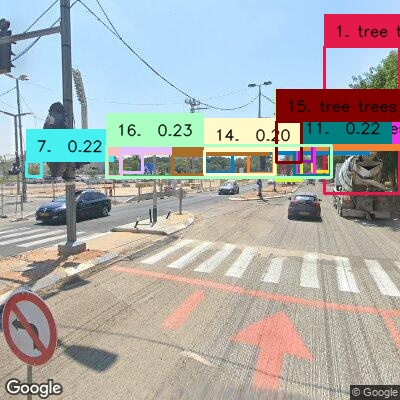 1. tree t
15. tree trees
16. 0.23
14. 0.20
11. 0.22
7. 0.22
Google
© Google